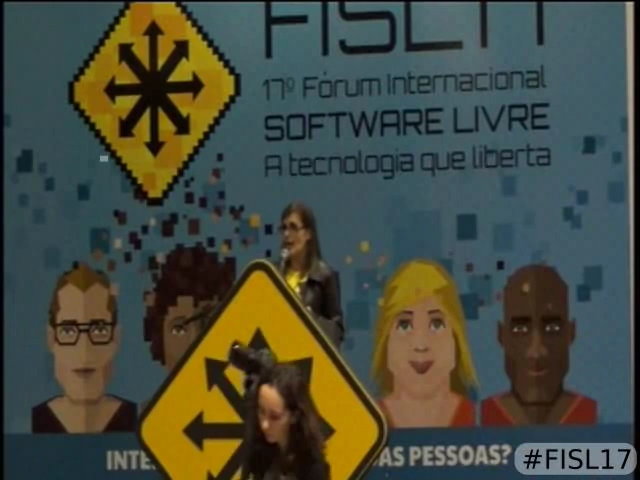 FISL17
17º Fórum Internacional
SOFTWARE LIVRE
A tecnologia que liberta
AS PESSOAS?
#FISL17